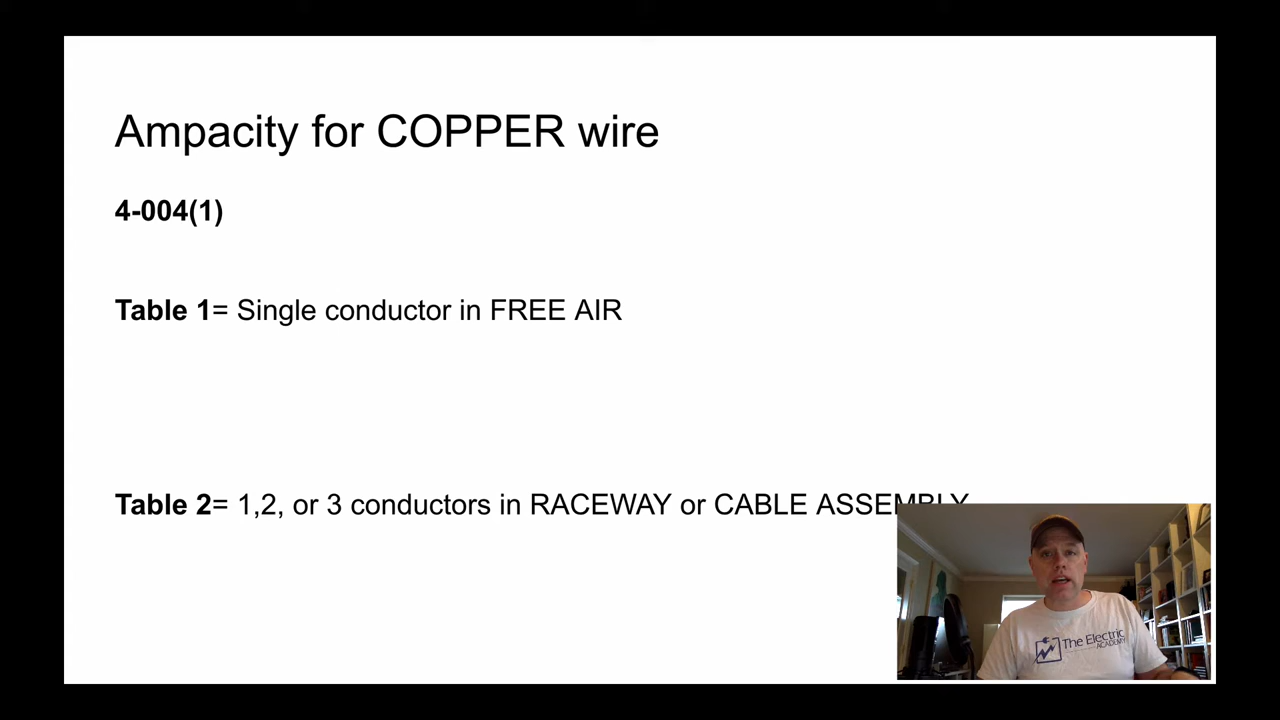 Ampacity for COPPER wire
4-004(1)
Table 1= Single conductor in FREE AIR
Table 2= 1,2, or 3 conductors in RACEWAY or CABLE ASSEMBLY
The Electric
ACADEMY